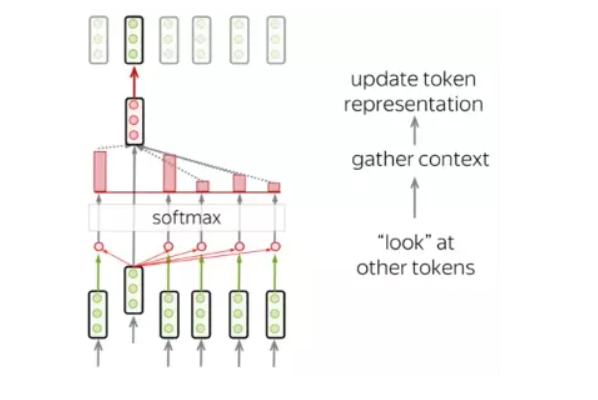 update token
representation
gather context
softmax
"look" at
other tokens